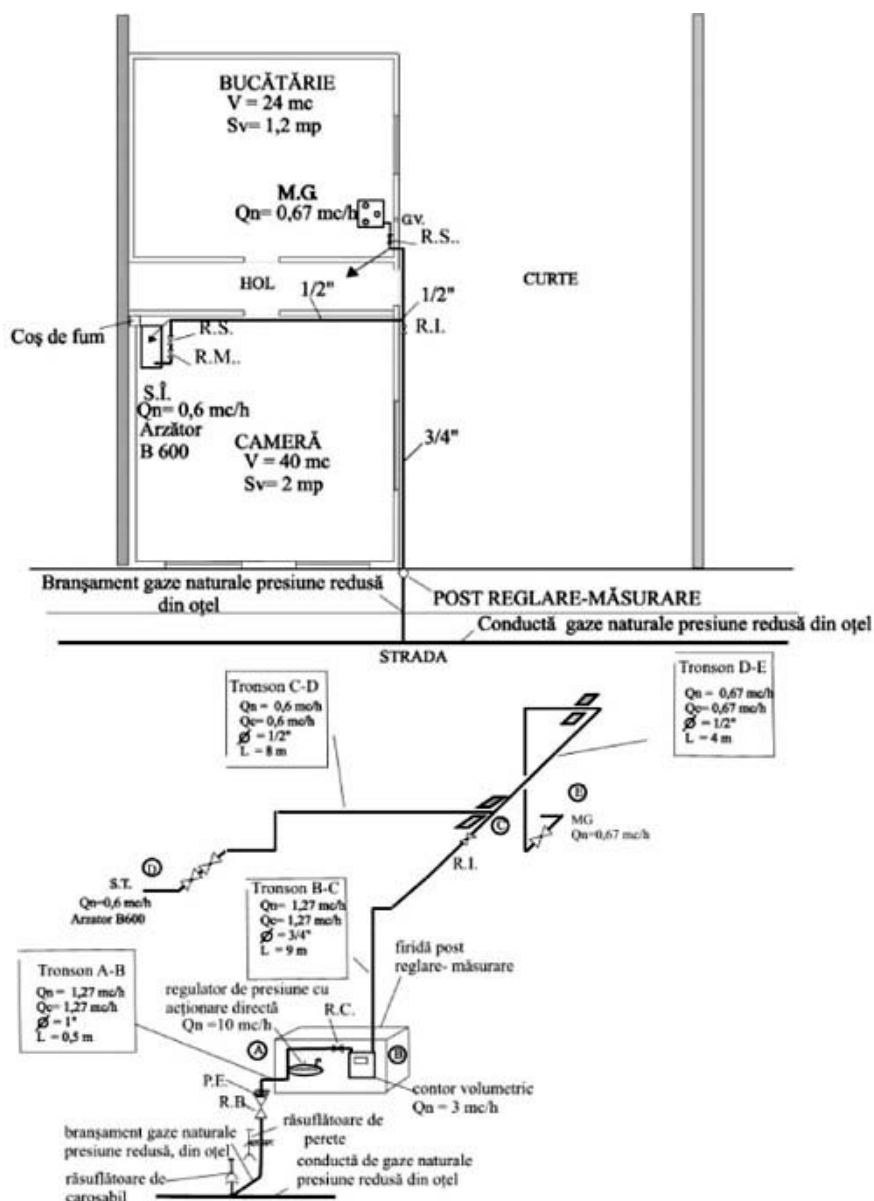 BUCĂTĂRIE
V = 24 mc
Sv= 1,2 mp
M.G.
Qn= 0,67 mc/h
G.V.
R.S..
HOL
CURTE
1/2"
1/2"
R.I.
Coş de fum
R.S.
R.M..
S.Î.
Qn= 0,6 mc/h
Arzător
B 600
CAMERĂ
V = 40 mc
Sv= 2 mp
3/4"
Branşament gaze naturale presiune redusă
din oţel
POST REGLARE-MĂSURARE
Conductă gaze naturale presiune redusă din oţel
STRADA
Tronson C-D
Qn = 0,6 mc/h
Qc= 0,6 mc/h
Ø = 1/2"
L = 8 m
Tronson D-E
Qn = 0,67 mc/h
Qc=0,67 mc/h
Ø = 1/2"
L = 4 m
E
MG
Qn=0,67 mc/h
C
R.I.
D
S.T.
Qn=0,6 mc/h
Arzator B600
Tronson B-C
Qn= 1,27 mc/h
Qc= 1,27 mc/h
Ø = 3/4"
L = 9 m
firidă post
reglare- măsurare
Tronson A-B
Qn = 1,27 mc/h
Qc= 1,27 mc/h
Ø = 1"
L = 0,5 m
regulator de presiune cu
acţionare directă
Qn =10 mc/h
R.C.
A
B
P.E.
R.B.
contor volumetric
Qn = 3 mc/h
branşament gaze naturale
presiune redusă, din oţel
răsuflătoare de
perete
răsuflătoare de
carosabil
conductă de gaze naturale
presiune redusă din oţel